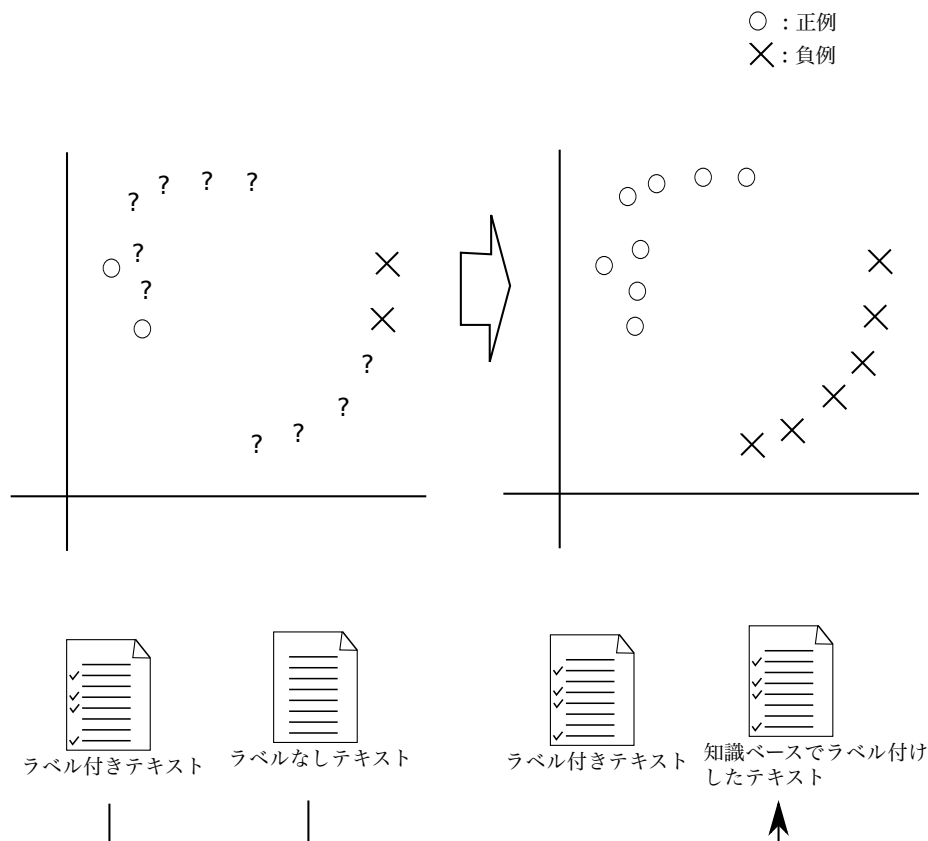 ○：正例
×：負例
? ? ? ?
?
?
?
?
?
?
ラベル付きテキスト
ラベルなしテキスト
ラベル付きテキスト
知識ベースでラベル付け
したテキスト